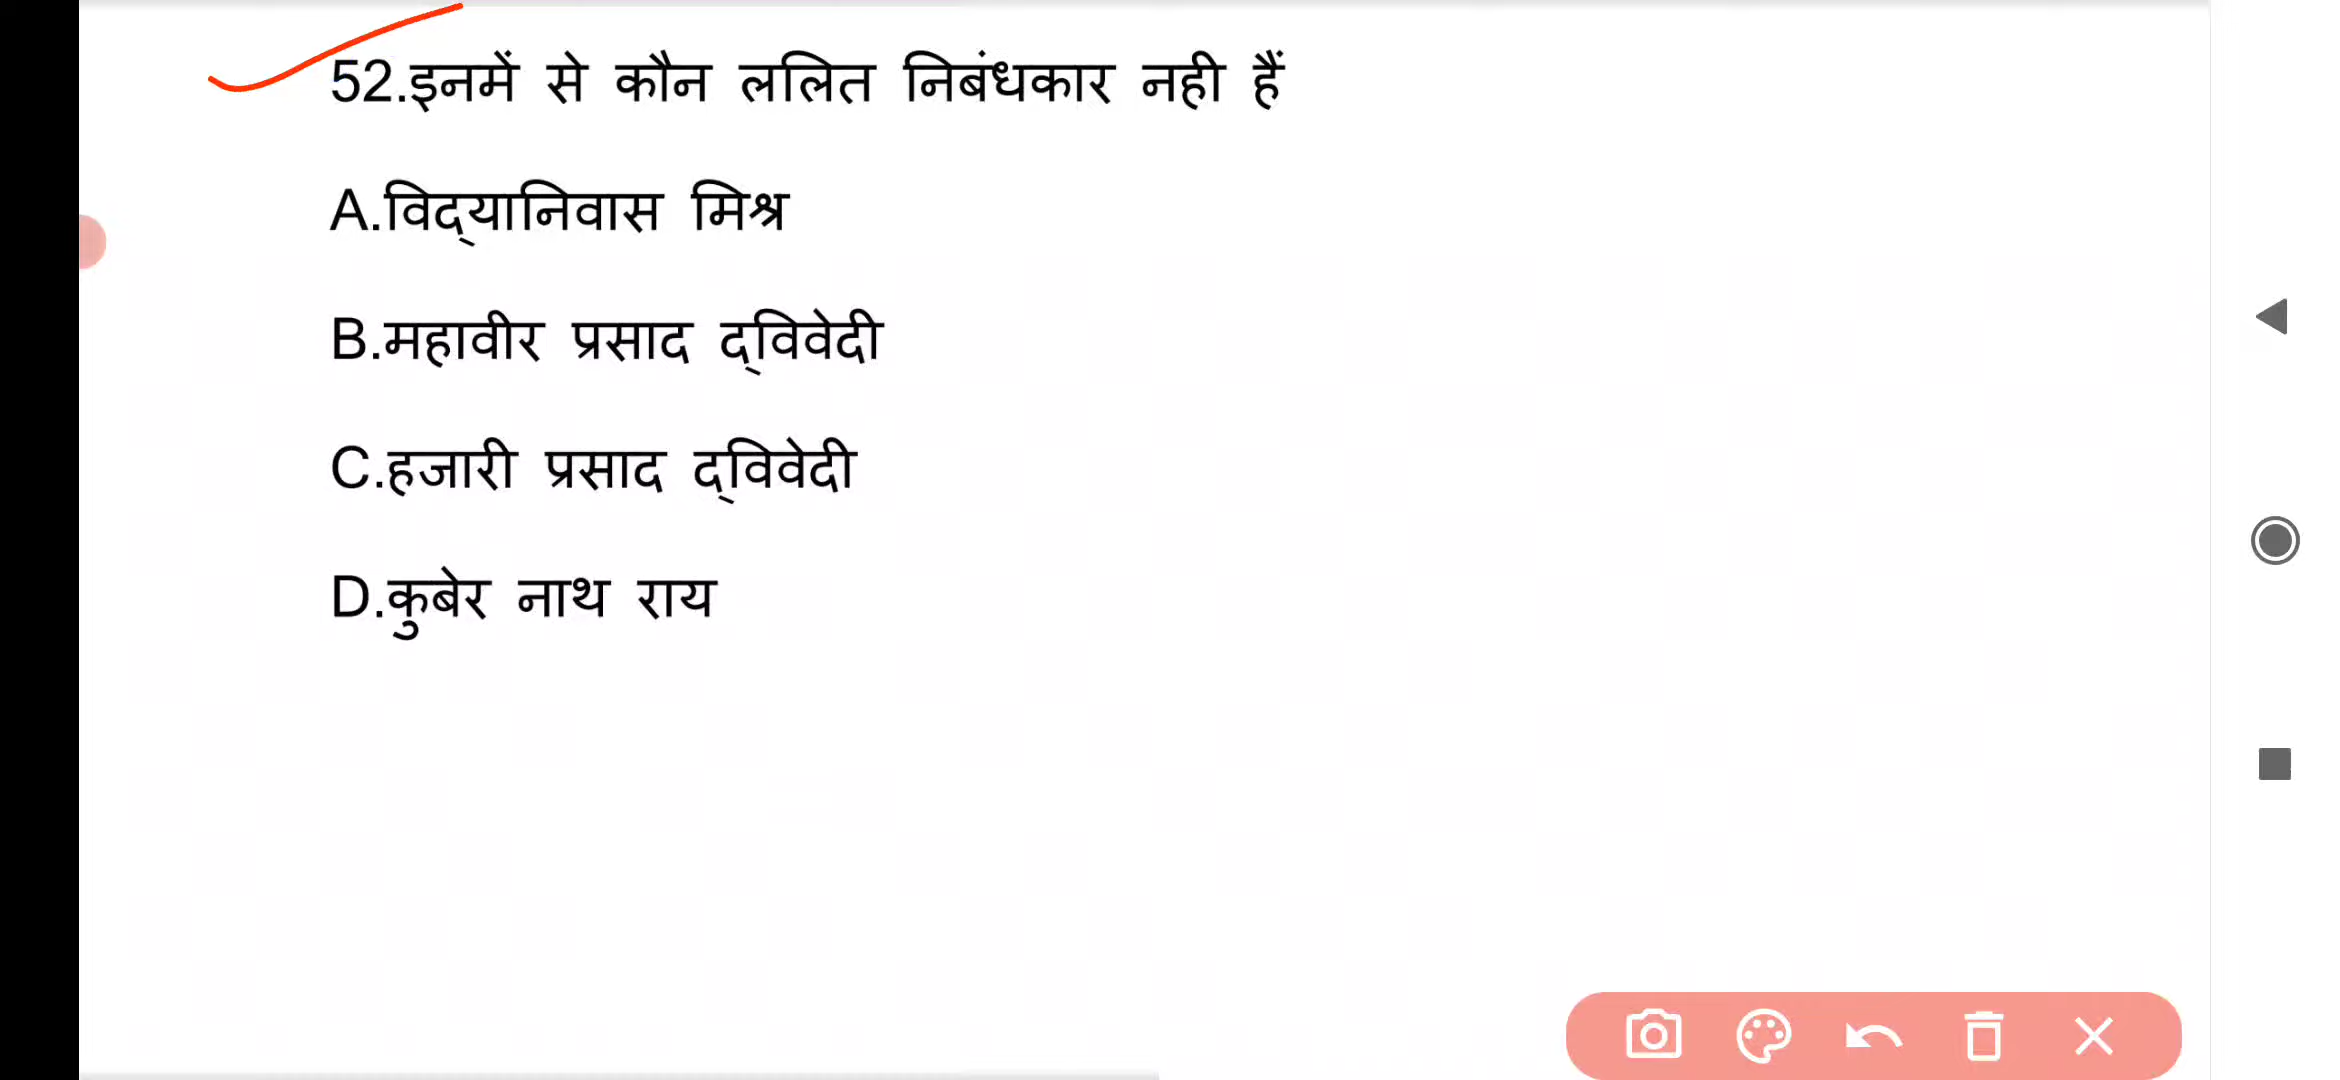 52.इनमें से कौन ललित निबंधकार नही हैं
A.विद्यानिवास मिश्र
B.महावीर प्रसाद द्विवेदी
C.हजारी प्रसाद द्विवेदी
D.कुबेर नाथ राय